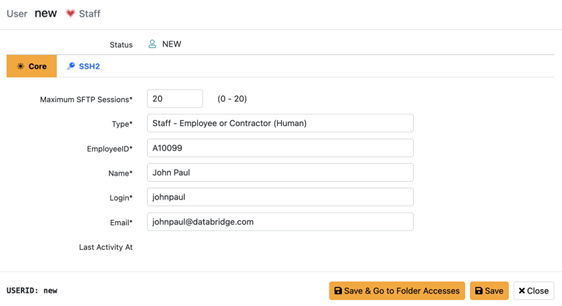 User new Staff
Status NEW
Core SSH2
Maximum SFTP Sessions* 20 (0 - 20)
Type* Staff - Employee or Contractor (Human)
EmployeeID* A10099
Name* John Paul
Login* johnpaul
Email* johnpaul@databridge.com
Last Activity At
USERID: new Save & Go to Folder Accesses Save Close